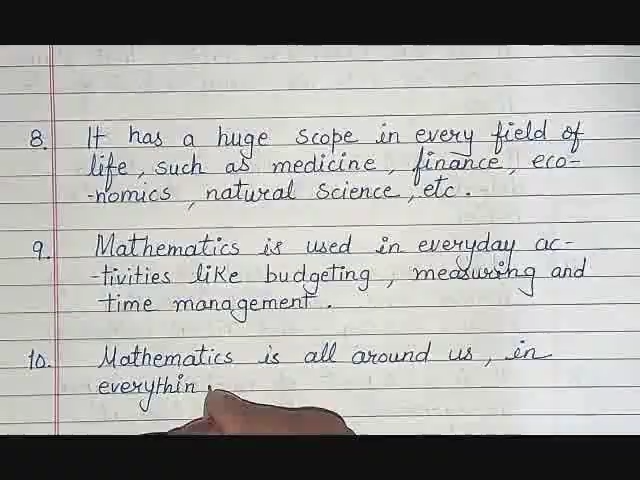 8. It has a huge scope in every field of
life, such as medicine, finance, eco-
-nomics, natural science, etc.
9. Mathematics is used in everyday ac-
-tivities like budgeting, measuring and
time management.
10. Mathematics is all around us, in
everythin